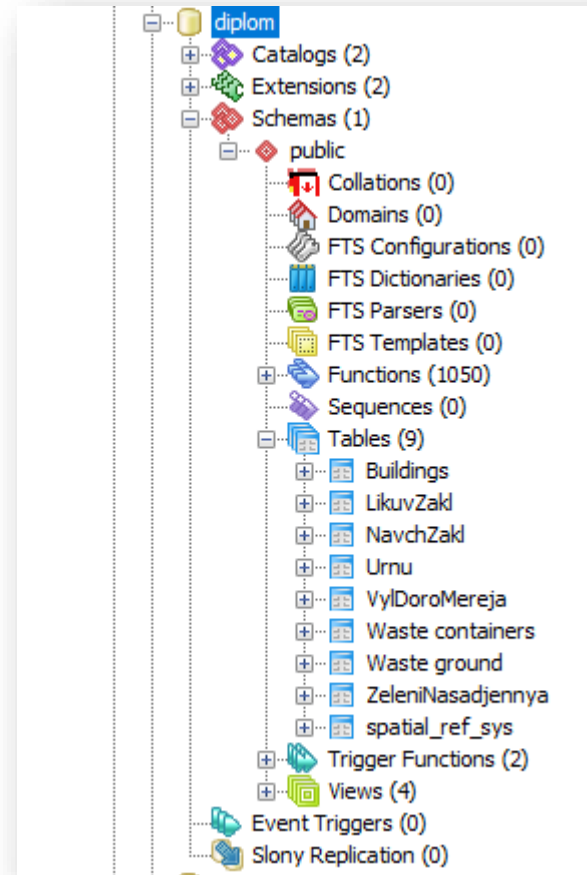 diplom
Catalogs (2)
Extensions (2)
Schemas (1)
public
Collations (0)
Domains (0)
FTS Configurations (0)
FTS Dictionaries (0)
FTS Parsers (0)
FTS Templates (0)
Functions (1050)
Sequences (0)
Tables (9)
Buildings
LikuvZakl
NavchZakl
Urnu
VylDoroMereja
Waste containers
Waste ground
ZeleniNasadjennya
spatial_ref_sys
Trigger Functions (2)
Views (4)
Event Triggers (0)
Slony Replication (0)